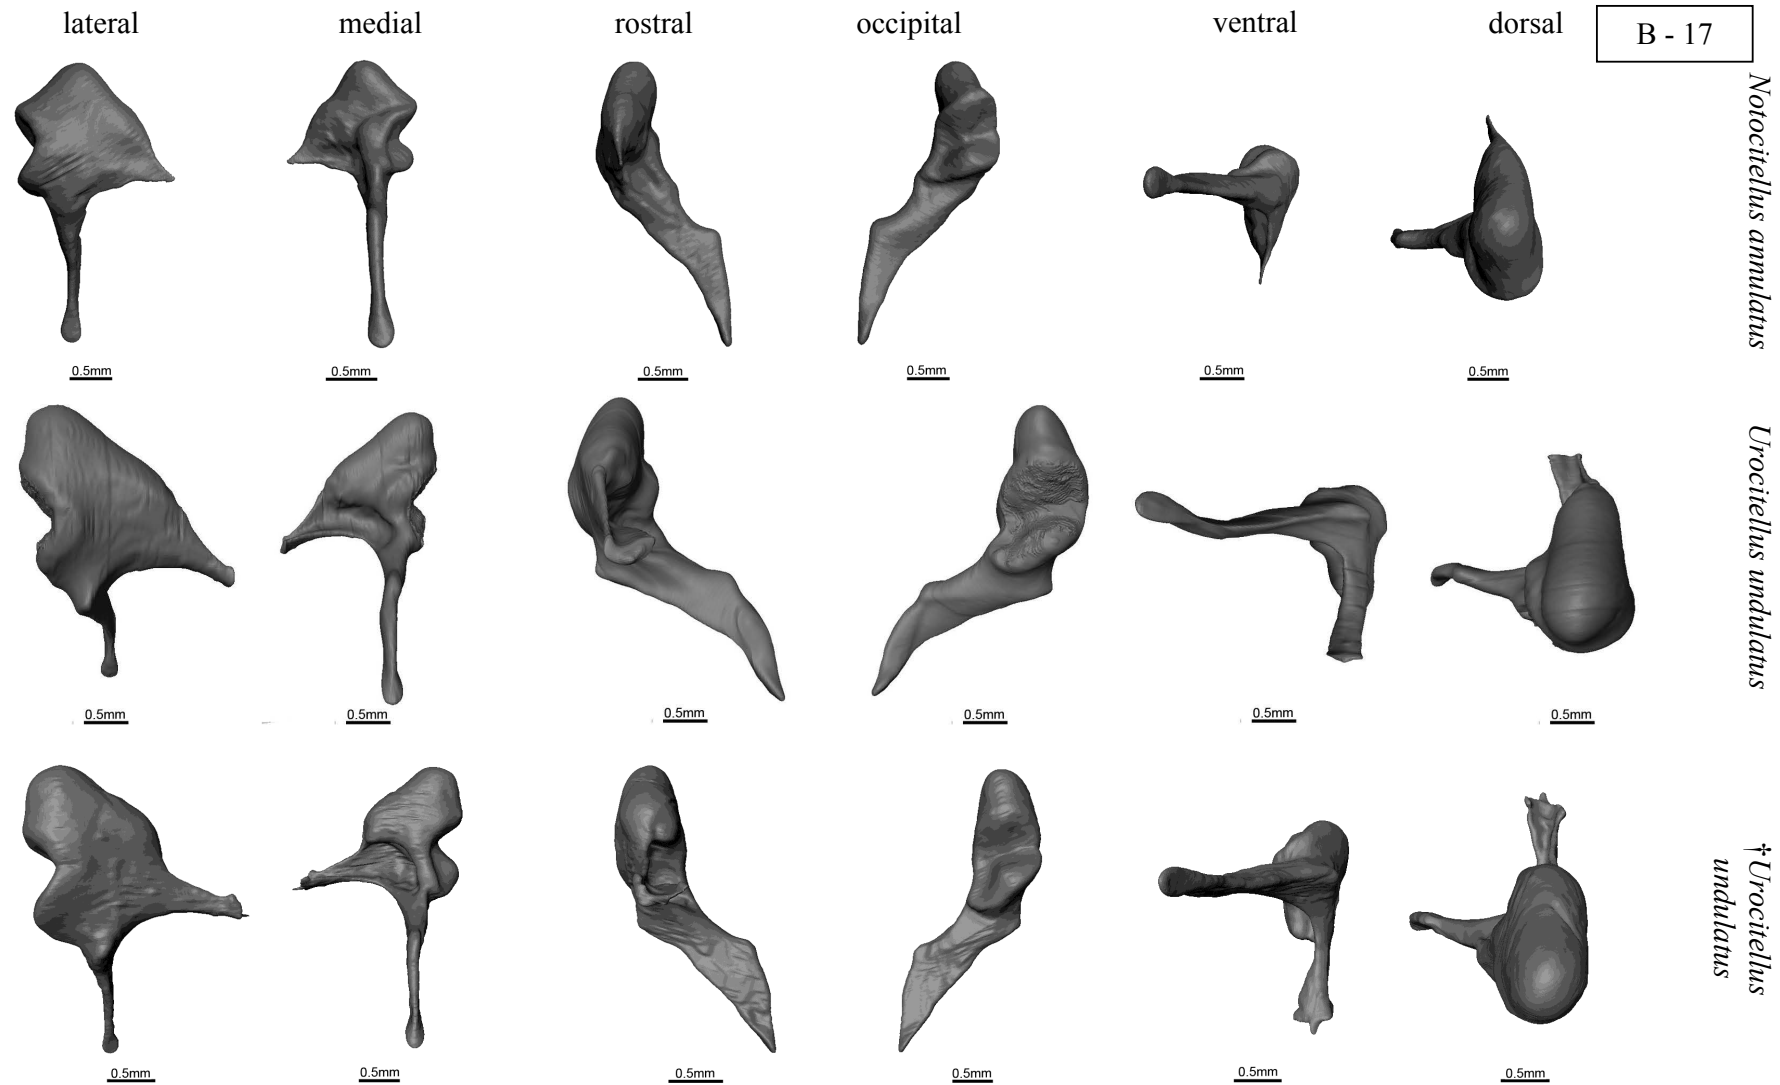 lateral medial rostral occipital ventral dorsal
B - 17
Notocitellus annulatus
0.5mm 0.5mm 0.5mm 0.5mm 0.5mm 0.5mm
Urocitellus undulatus
0.5mm 0.5mm 0.5mm 0.5mm 0.5mm 0.5mm
†Urocitellus
undulatus
0.5mm 0.5mm 0.5mm 0.5mm 0.5mm 0.5mm